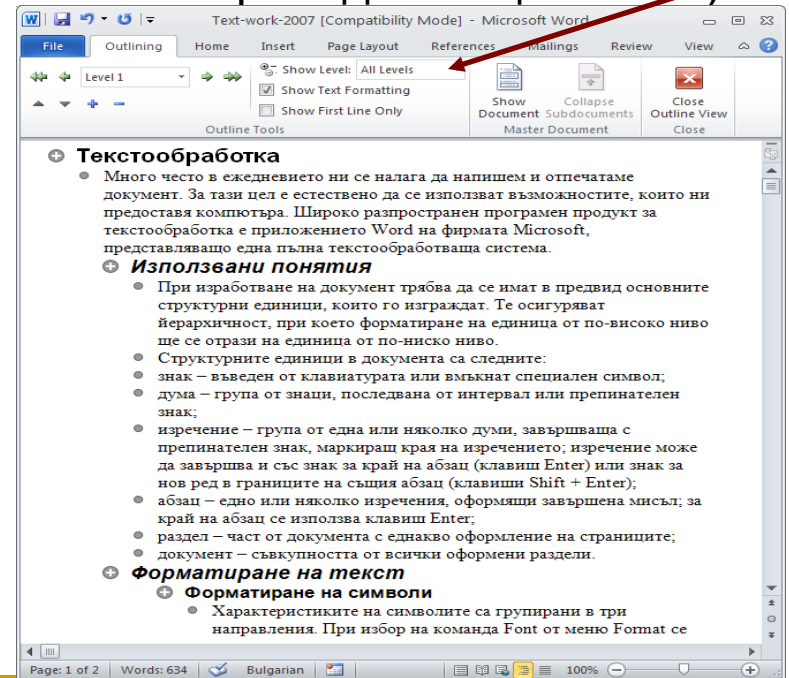 Text-work-2007 [Compatibility Mode] - Microsoft Word
File Outlining Home Insert Page Layout References Mailings Review View
Level 1
Show Level: All Levels
Show Text Formatting
Show First Line Only
Outline Tools
Show Document
Collapse Subdocuments
Master Document
Close Outline View
Close
Текстообработка
Много често в ежедневието ни се налага да напишем и отпечатаме
документ. За тази цел е естествено да се използват възможностите, които ни
предоставя компютъра. Широко разпространен програмен продукт за
текстообработка е приложението Word на фирмата Microsoft,
представляващо една пълна текстообработваща система.
Използвани понятия
При изработване на документ трябва да се имат в предвид основните
структурни единици, които го изграждат. Те осигуряват
йерархичност, при което форматиране на единица от по-високо ниво
ще се отрази на единица от по-ниско ниво.
Структурните единици в документа са следните:
знак – въведен от клавиатурата или вмъкнат специален символ;
дума – група от знаци, последвана от интервал или препинателен
знак;
изречение – група от една или няколко думи, завършваща с
препинателен знак, маркиращ края на изречението; изречение може
да завършва и със знак за край на абзац (клавиш Enter) или знак за
нов ред в границите на същия абзац (клавиши Shift + Enter);
абзац – едно или няколко изречения, оформящи завършена мисъл; за
край на абзац се използва клавиш Enter;
раздел – част от документа с еднакво оформление на страниците;
документ – съвкупността от всички оформени раздели.
Форматиране на текст
Форматиране на символи
Характеристиките на символите са групирани в три
направления. При избор на команда Font от меню Format се
Page: 1 of 2 Words: 634 Bulgarian 100%